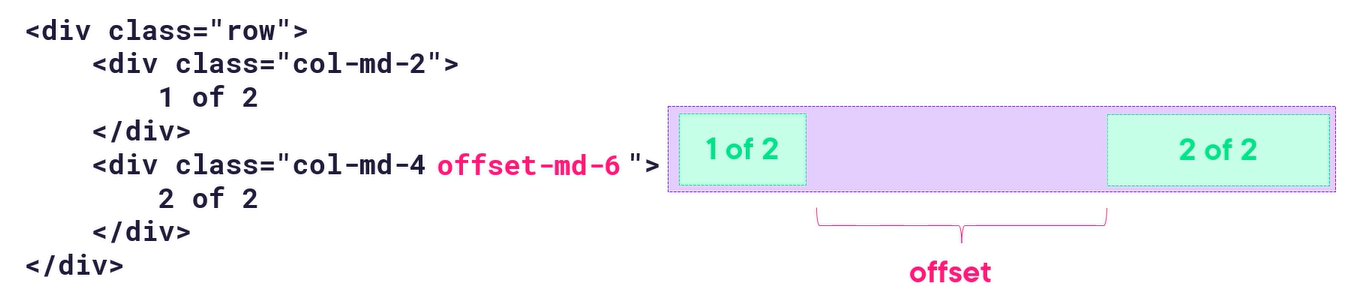 <div class="row">
    <div class="col-md-2">
        1 of 2
    </div>
    <div class="col-md-4 offset-md-6 ">
        2 of 2
    </div>
</div>
1 of 2
2 of 2
offset